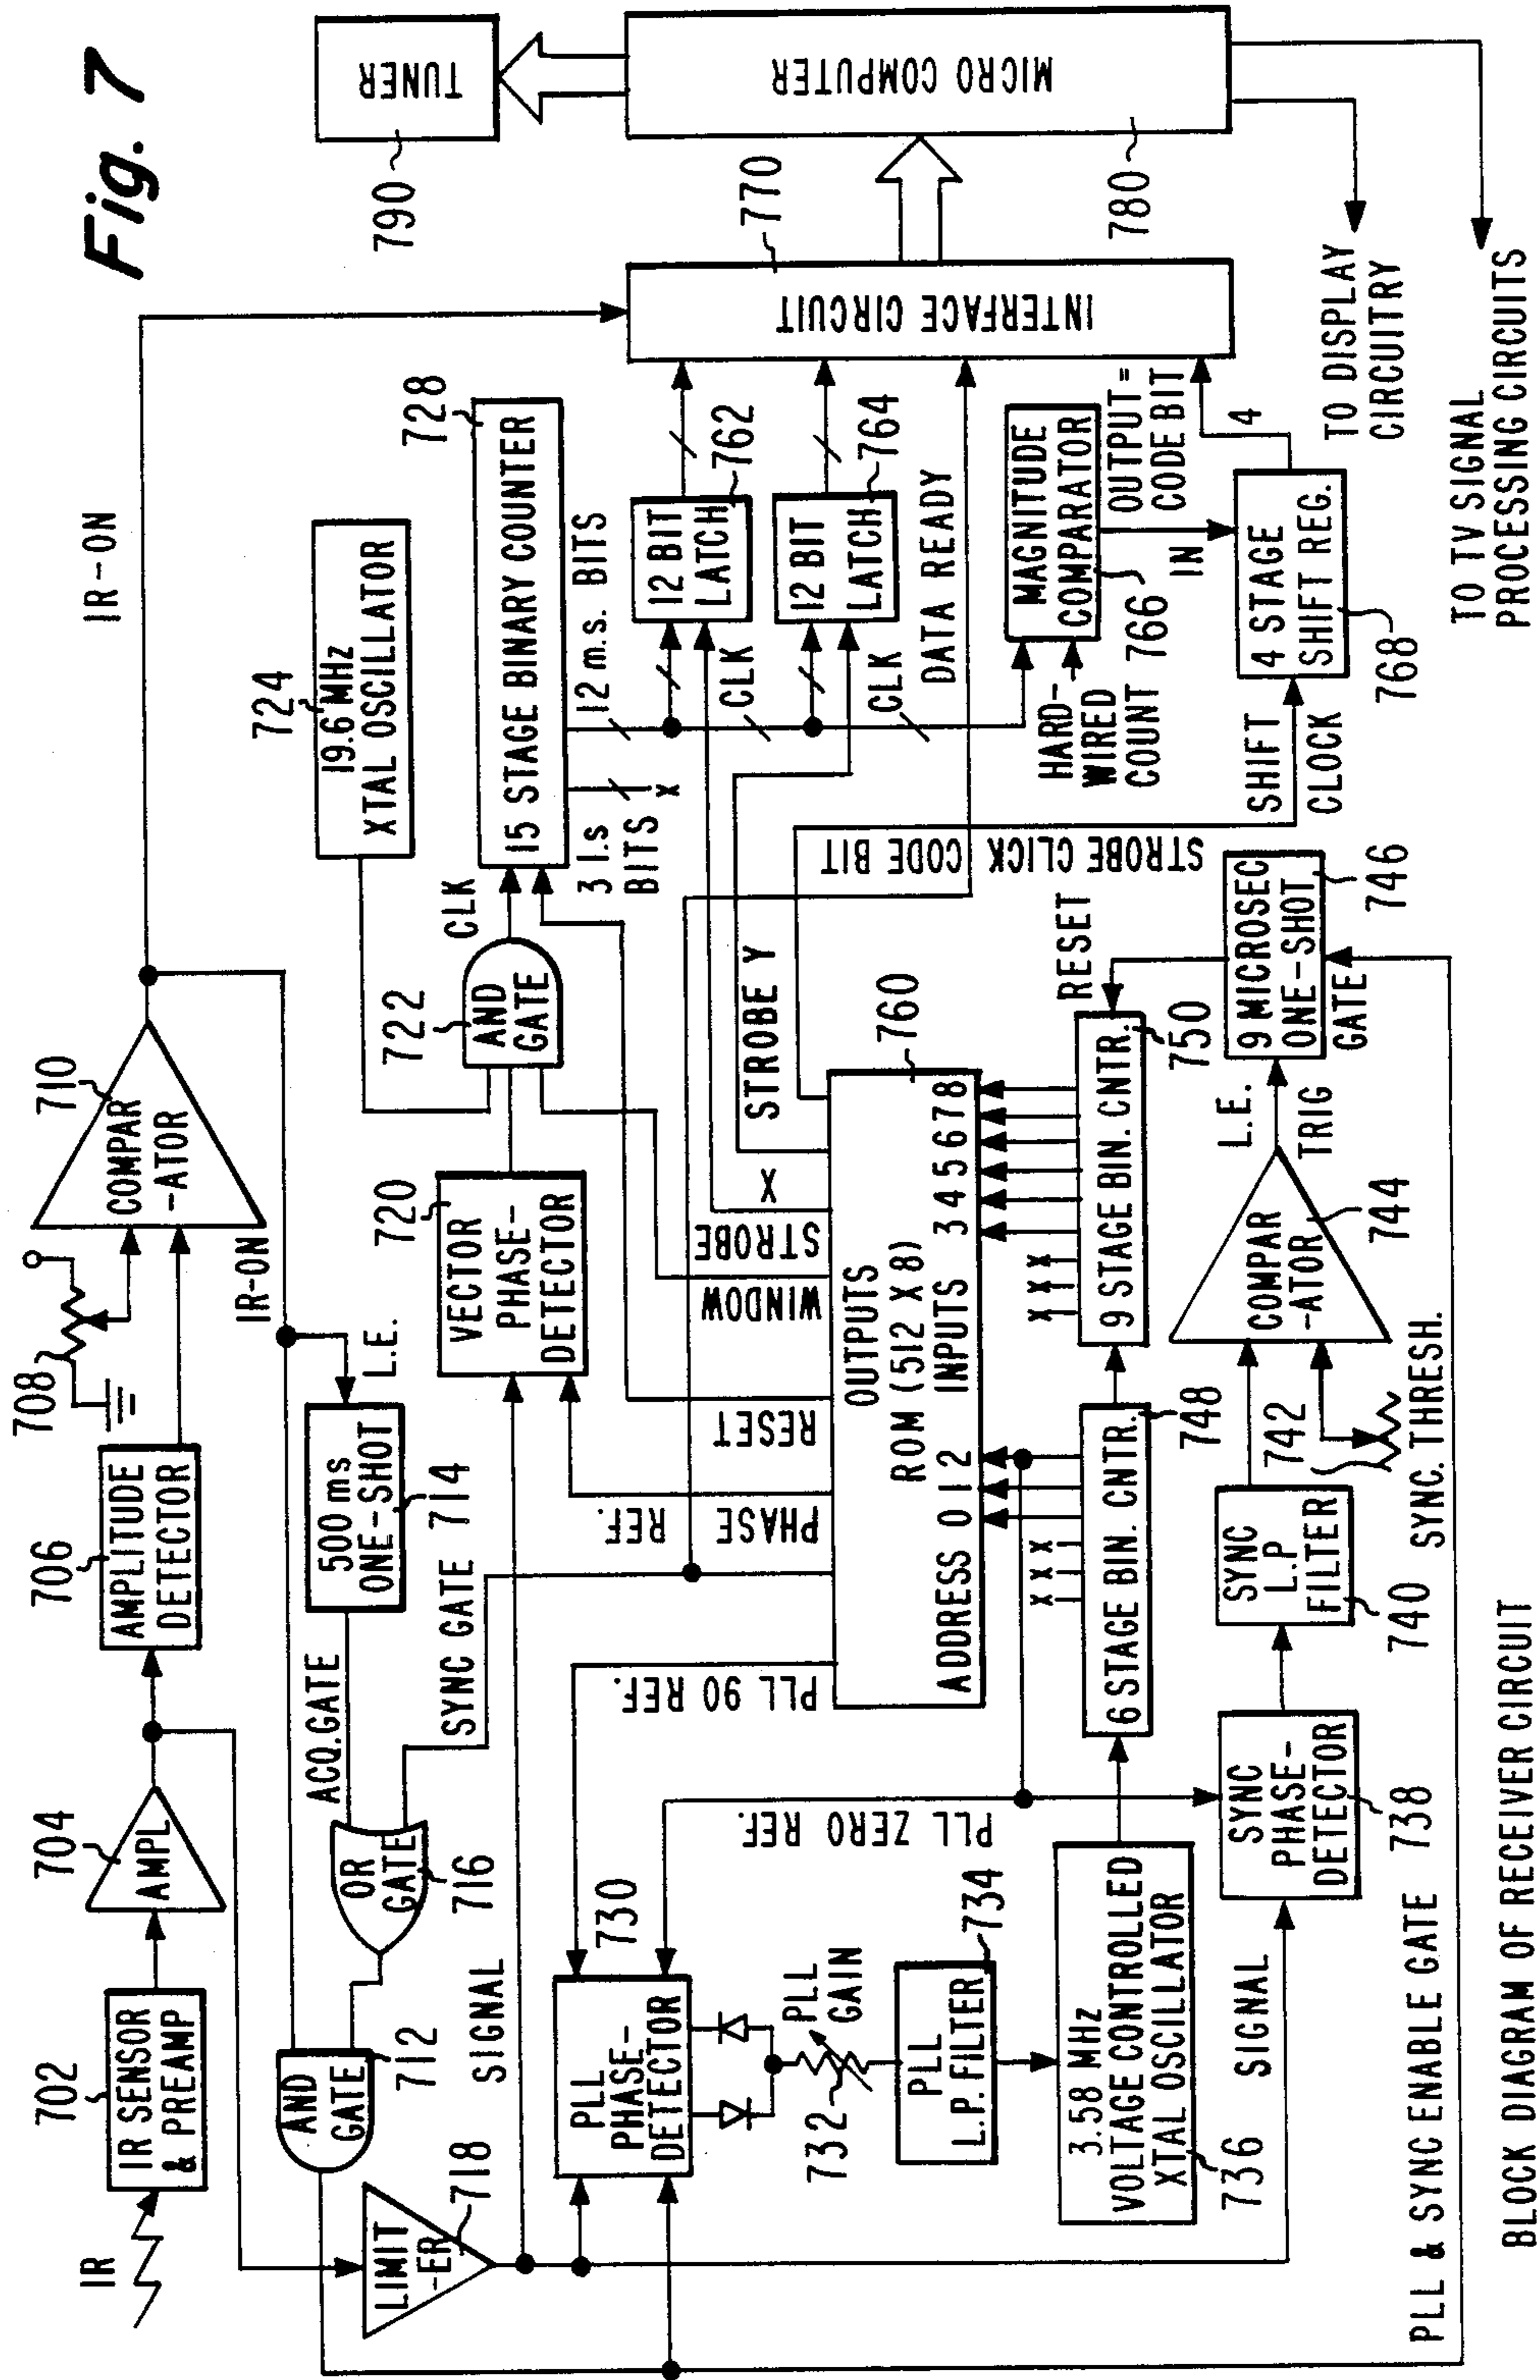 Fig. 7
IR
702
IR SENSOR
& PREAMP
704
AMPL
706
AMPLITUDE
DETECTOR
708
710
COMPAR
-ATOR
IR-ON
IR-ON
L.E.
500 ms
ONE-SHOT
714
ACQ.GATE
SYNC GATE
OR
GATE
716
AND
GATE
712
LIMIT
-ER
718
SIGNAL
720
VECTOR
PHASE-
DETECTOR
722
AND
GATE
CLK
724
19.6 MHz
XTAL OSCILLATOR
728
15 STAGE BINARY COUNTER
3 l.s
BITS
x
12 m.s. BITS
12 BIT
LATCH
762
CLK
12 BIT
LATCH
764
CLK
DATA READY
MAGNITUDE
COMPARATOR
766
HARD-
WIRED
COUNT
OUTPUT =
CODE BIT
IN
4 STAGE
SHIFT REG.
768
4
SHIFT
CLOCK
STROBE CLICK CODE BIT
INTERFACE CIRCUIT
770
MICRO COMPUTER
780
TUNER
790
TO DISPLAY
CIRCUITRY
TO TV SIGNAL
PROCESSING CIRCUITS
730
PLL
PHASE-
DETECTOR
PLL
GAIN
732
PLL
L.P. FILTER
734
3.58 MHz
VOLTAGE CONTROLLED
XTAL OSCILLATOR
736
SIGNAL
PLL 90 REF.
PLL ZERO REF.
PHASE REF.
RESET
WINDOW
STROBE X
STROBE Y
760
OUTPUTS
ROM (512 X 8)
INPUTS
ADDRESS 0 1 2 3 4 5 6 7 8
X X X
X X X
6 STAGE BIN. CNTR.
748
9 STAGE BIN. CNTR.
750
RESET
SYNC
PHASE-
DETECTOR
738
SYNC
L.P
FILTER
740
742
SYNC. THRESH.
COMPAR
-ATOR
744
L.E.
TRIG
9 MICROSEC
ONE-SHOT
746
GATE
PLL & SYNC ENABLE GATE
BLOCK DIAGRAM OF RECEIVER CIRCUIT